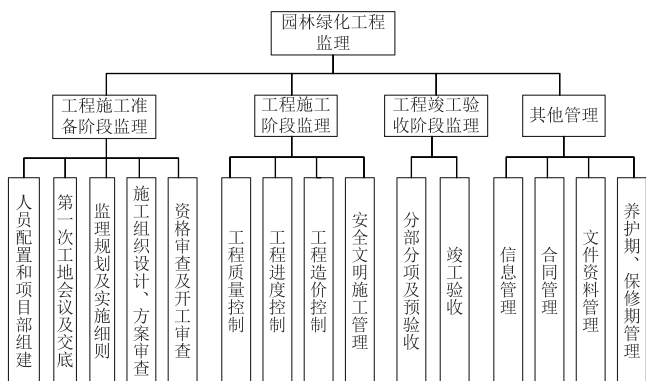 园林绿化工程
监理
工程施工准
备阶段监理
工程施工
阶段监理
工程竣工验
收阶段监理
其他管理
人员配置和项目部组建
第一次工地会议及交底
监理规划及实施细则
施工组织设计、方案审查
资格审查及开工审查
工程质量控制
工程进度控制
工程造价控制
安全文明施工管理
分部分项及预验收
竣工验收
信息管理
合同管理
文件资料管理
养护期、保修期管理